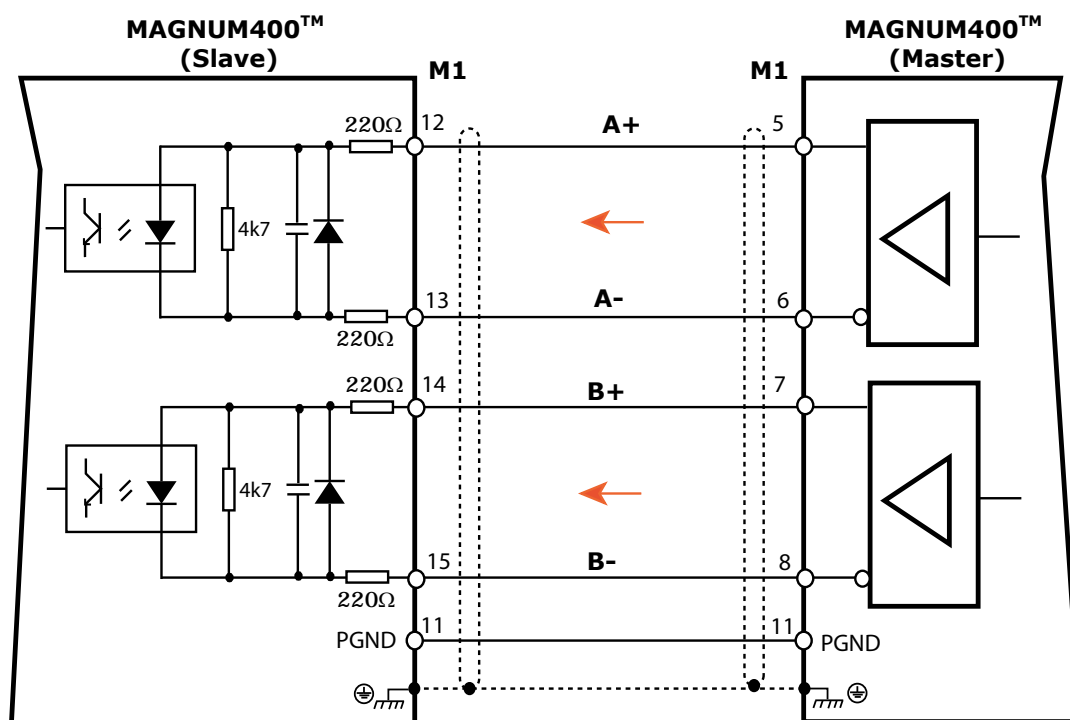 MAGNUM400™ MAGNUM400™
(Slave) (Master)
M1 M1
220Ω 12 A+ 5
4k7
13 A- 6
220Ω
220Ω 14 B+ 7
4k7
15 B- 8
220Ω
PGND 11 11 PGND